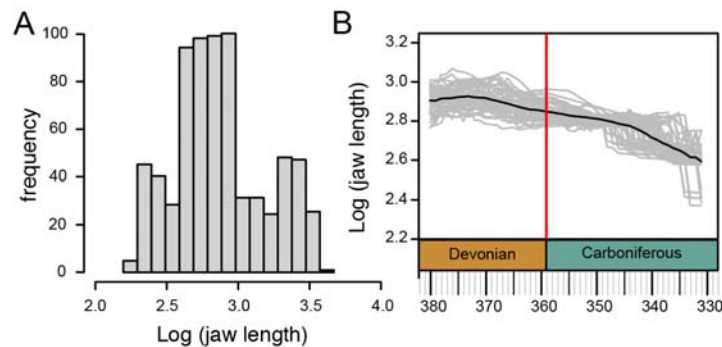 A
frequency
100
80
60
40
20
0
2.0 2.5 3.0 3.5 4.0
Log (jaw length)
B
Log (jaw length)
3.2
3.0
2.8
2.6
2.4
2.2
Devonian Carboniferous
380 370 360 350 340 330